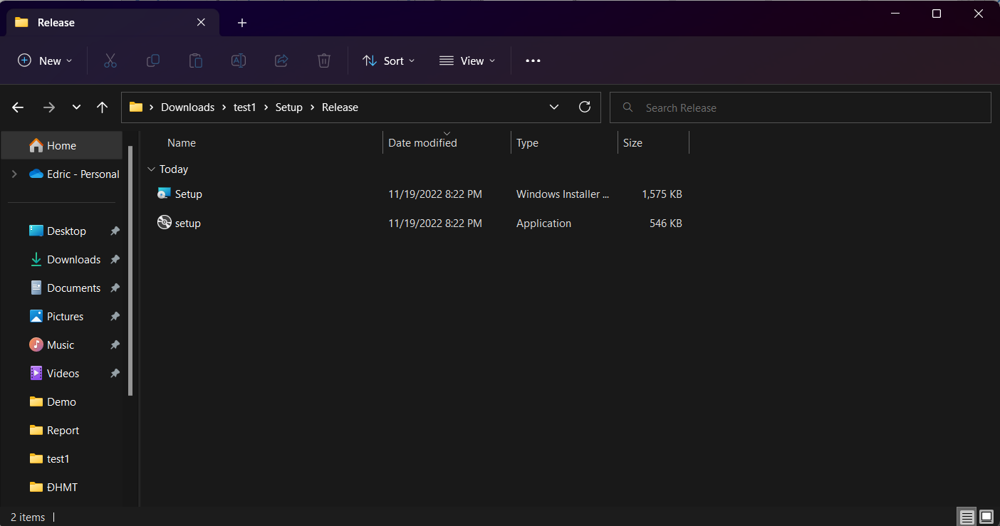 Release
New
Sort
View
Downloads
test1
Setup
Release
Search Release
Home
Edric - Personal
Desktop
Downloads
Documents
Pictures
Music
Videos
Demo
Report
test1
ĐHMT
Name
Date modified
Type
Size
Today
Setup 11/19/2022 8:22 PM Windows Installer ... 1,575 KB
setup 11/19/2022 8:22 PM Application 546 KB
2 items